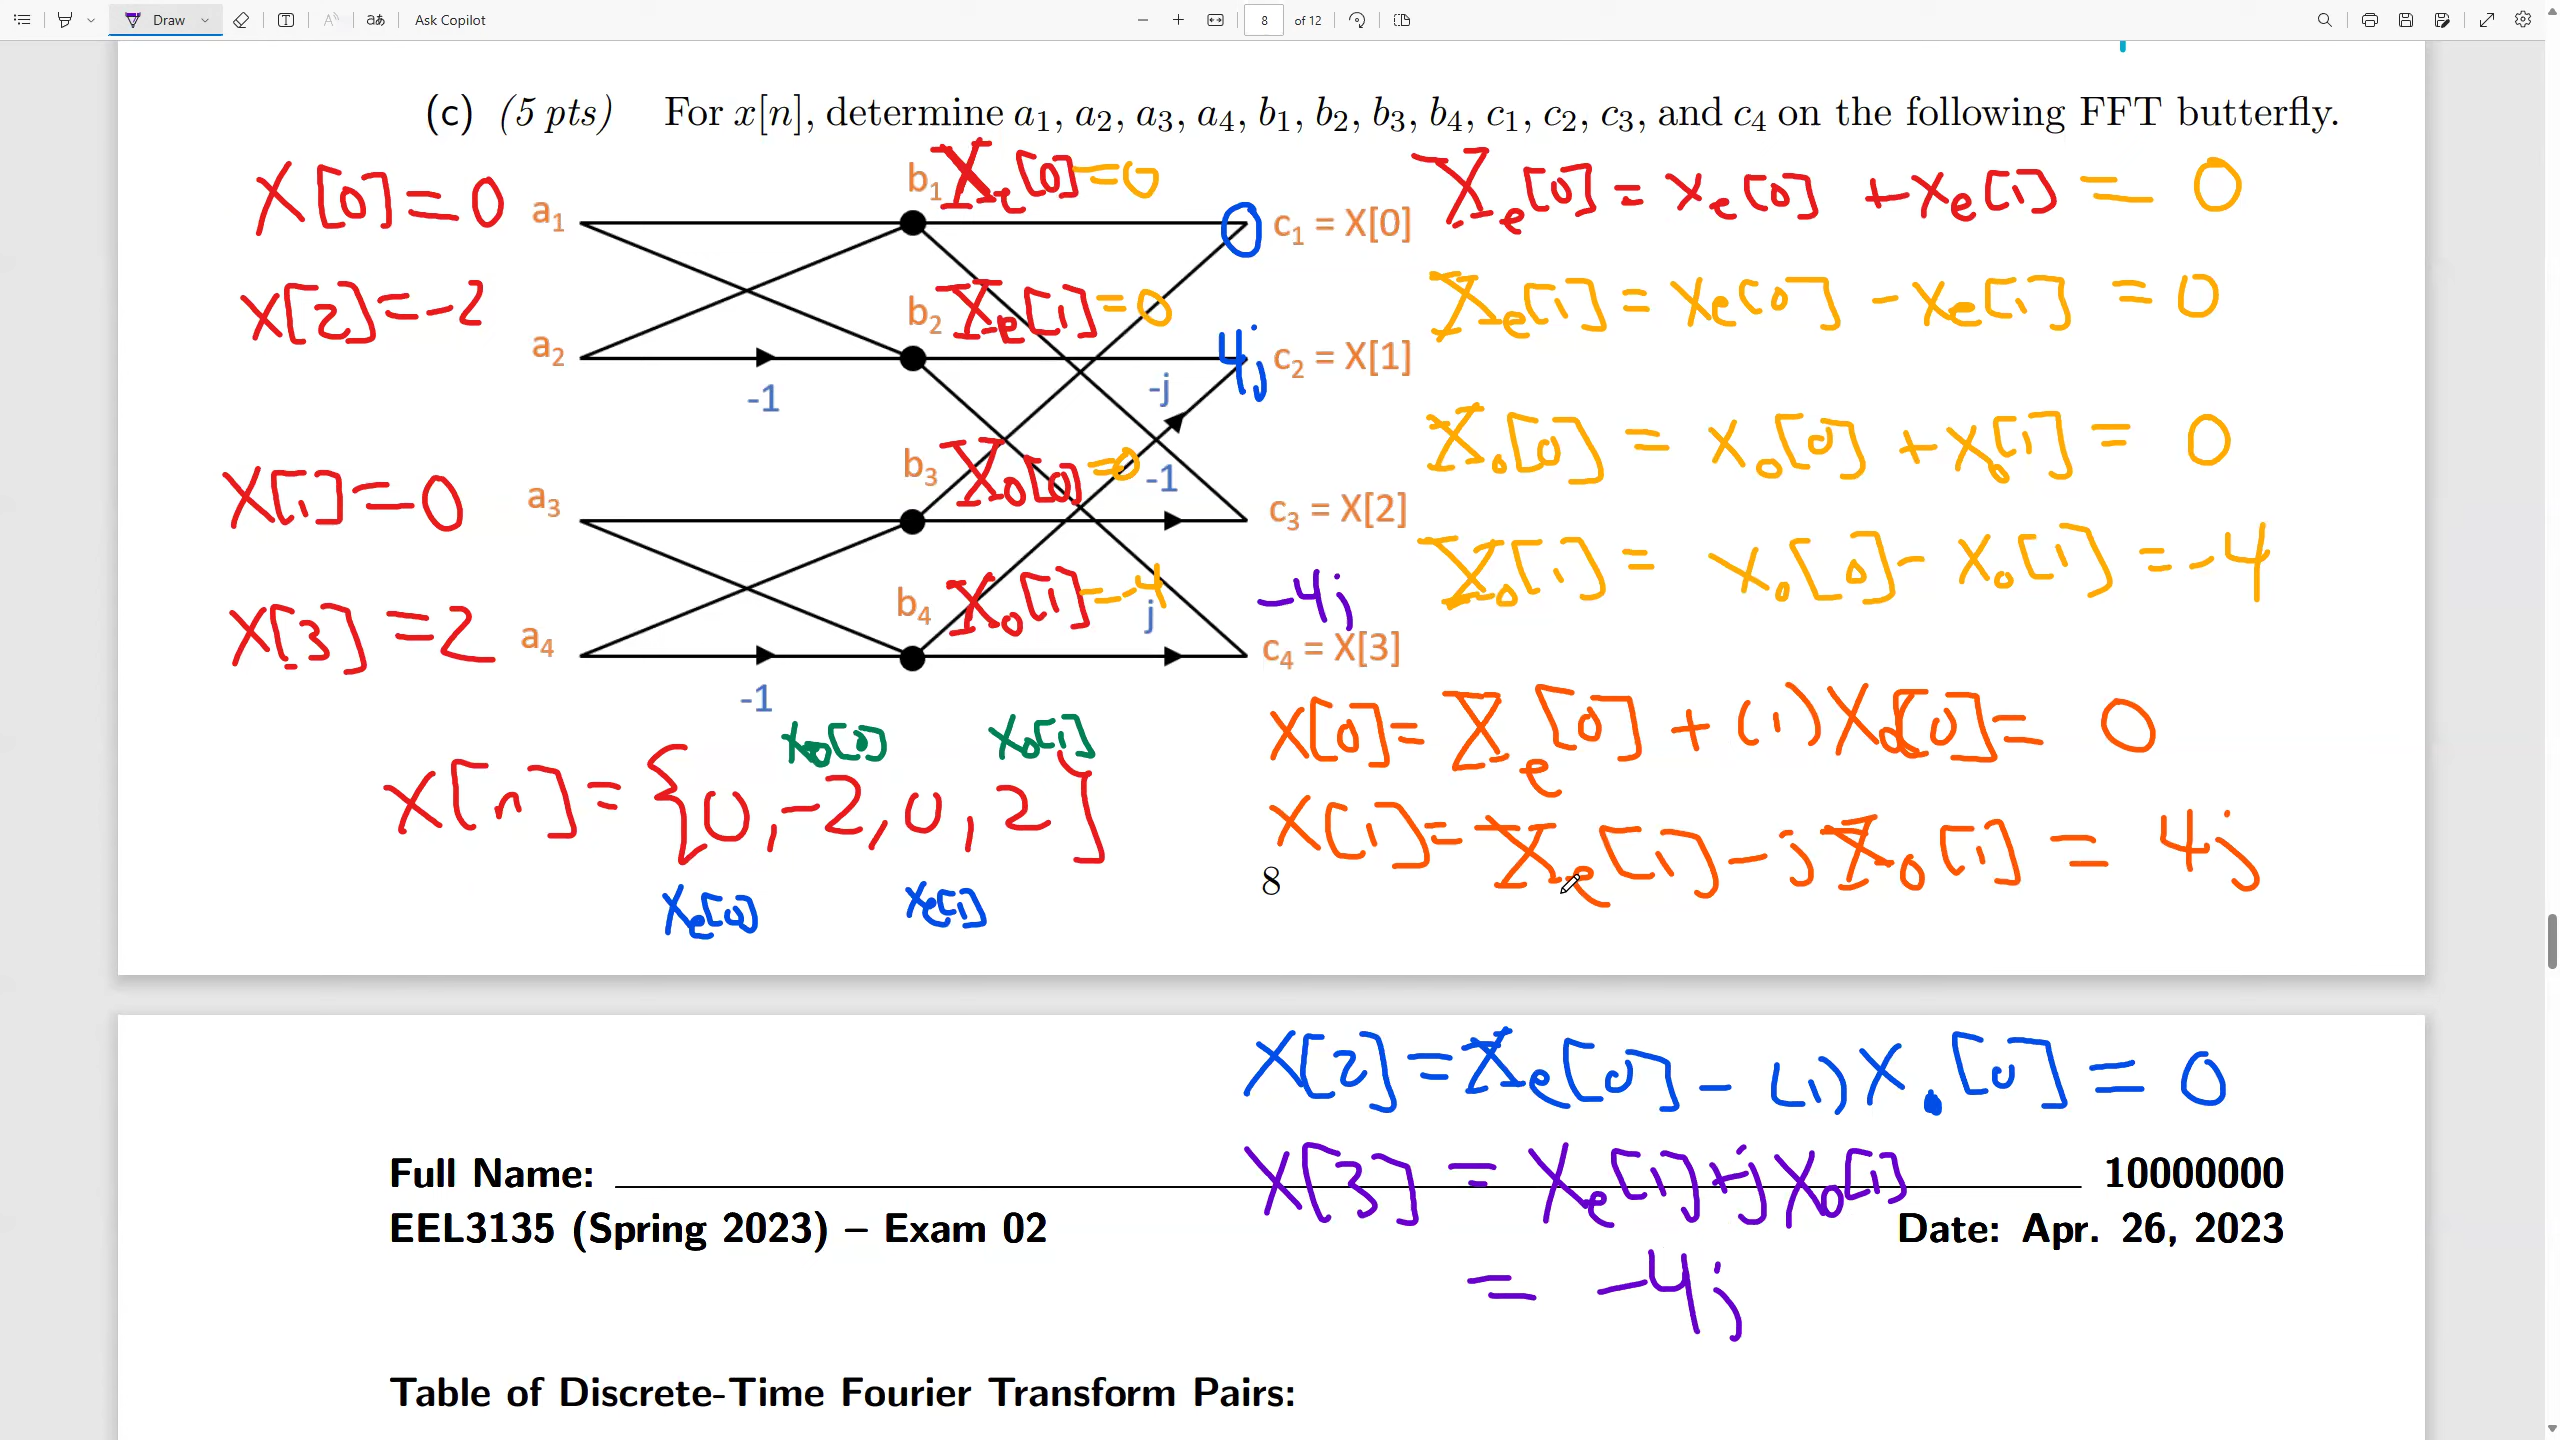 Draw Ask Copilot 8 of 12
(c) (5 pts) For x[n], determine a₁, a₂, a₃, a₄, b₁, b₂, b₃, b₄, c₁, c₂, c₃, and c₄ on the following FFT butterfly.
x[0]=0 a₁ b₁ Xe[0]=0 0 c₁ = X[0] Xe[0] = xe[0] +xe[1] = 0
x[2]=-2 a₂ b₂ Xe[1]=0 4j c₂ = X[1] Xe[1] = xe[0] - xe[1] = 0
-1 -j
x[1]=0 a₃ b₃ Xo[0]=0 -1 c₃ = X[2] Xo[0] = xo[0] +xo[1] = 0
x[3]=2 a₄ b₄ Xo[1]=-4 j -4j c₄ = X[3] Xo[1] = xo[0] - xo[1] = -4
-1
xo[0] xo[1]
x[n]= {0, -2, 0, 2}
xe[0] xe[1]
X[0]= Xe[0] + (1)Xo[0]= 0
X[1]= Xe[1] -jXo[1] = 4j
8
X[2] =Xe[0] - (1)Xo[0] = 0
X[3] = Xe[1]+jXo[1]
= -4j
Full Name: 10000000
EEL3135 (Spring 2023) – Exam 02 Date: Apr. 26, 2023
Table of Discrete-Time Fourier Transform Pairs: